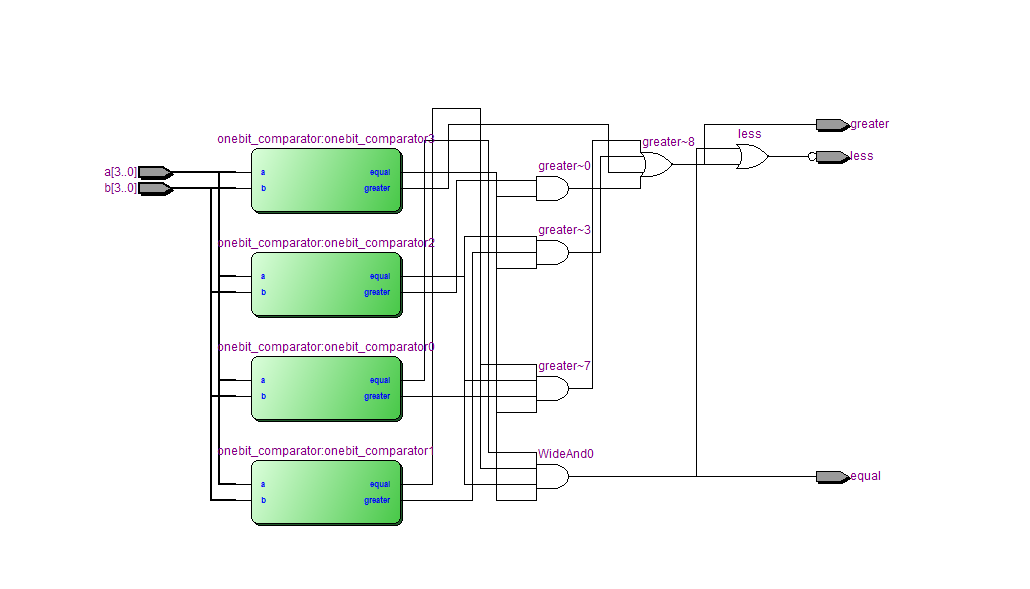 a[3..0]
b[3..0]
onebit_comparator:onebit_comparator3
a
b
equal
greater
onebit_comparator:onebit_comparator2
a
b
equal
greater
onebit_comparator:onebit_comparator0
a
b
equal
greater
onebit_comparator:onebit_comparator1
a
b
equal
greater
greater~0
greater~3
greater~7
WideAnd0
greater~8
less
greater
less
equal